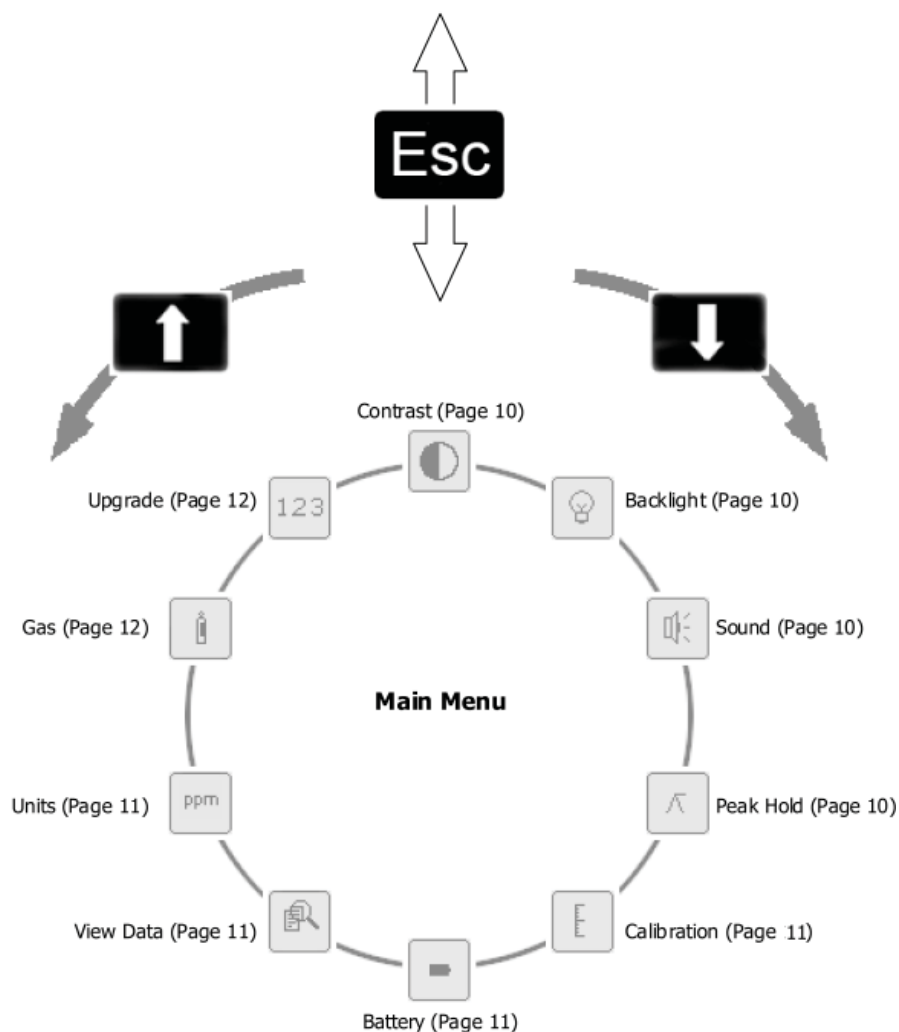 Esc
Contrast (Page 10)
Upgrade (Page 12)
123
Backlight (Page 10)
Gas (Page 12)
Sound (Page 10)
Main Menu
Units (Page 11)
ppm
Peak Hold (Page 10)
View Data (Page 11)
Calibration (Page 11)
Battery (Page 11)